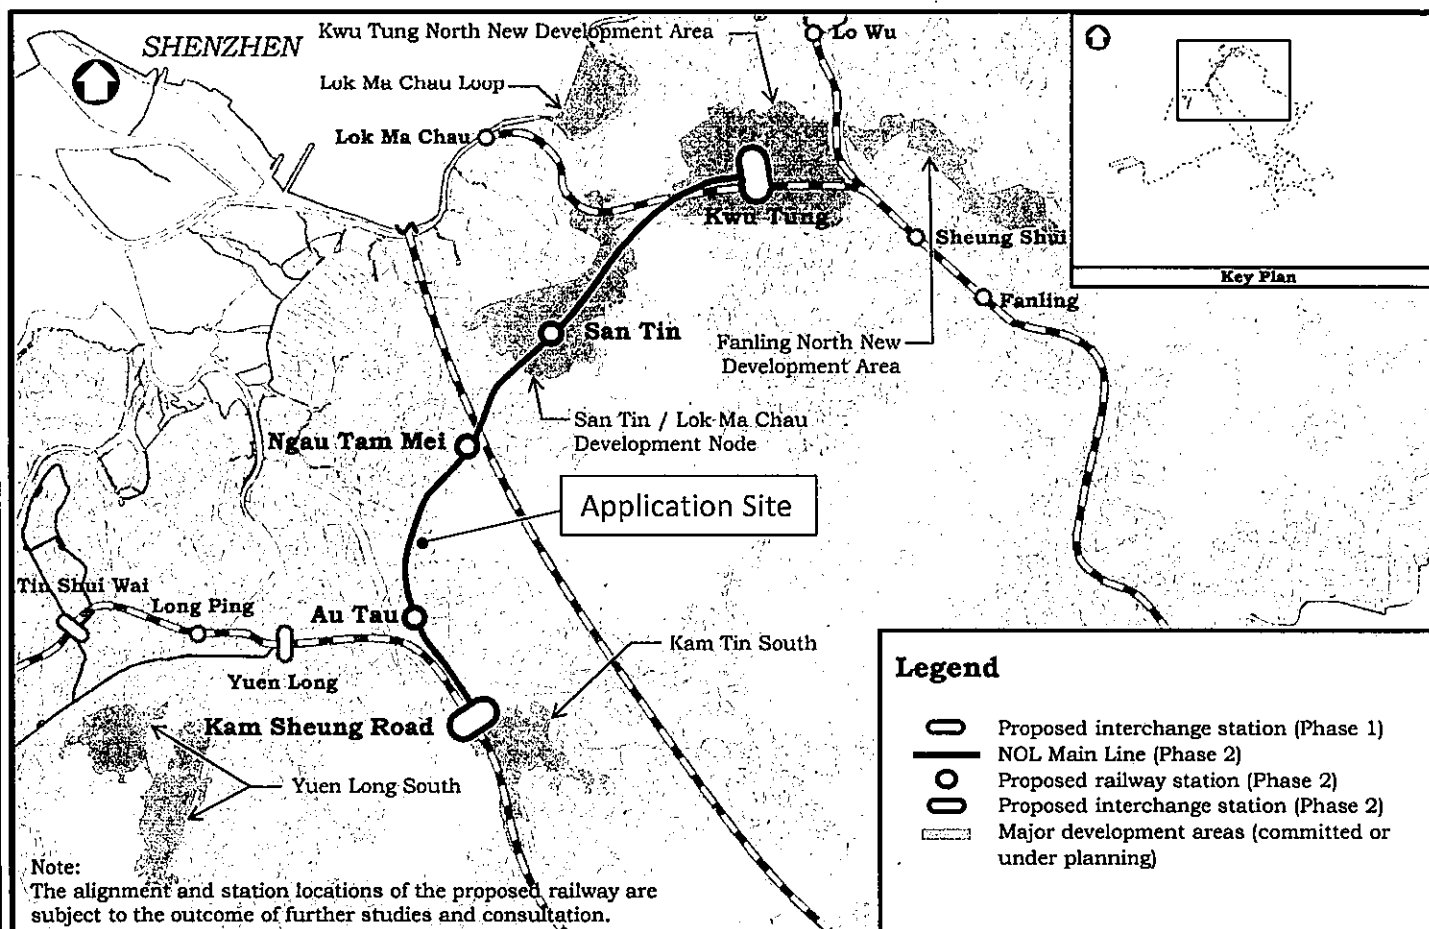 SHENZHEN
Kwu Tung North New Development Area
Lo Wu
Lok Ma Chau Loop
Lok Ma Chau
Kwu Tung
Sheung Shui
Key Plan
Fanling
San Tin
Fanling North New
Development Area
San Tin / Lok Ma Chau
Development Node
Ngau Tam Mei
Application Site
Tin Shui Wai
Long Ping
Au Tau
Kam Tin South
Yuen Long
Kam Sheung Road
Yuen Long South
Legend
Proposed interchange station (Phase 1)
NOL Main Line (Phase 2)
Proposed railway station (Phase 2)
Proposed interchange station (Phase 2)
Major development areas (committed or
under planning)
Note:
The alignment and station locations of the proposed railway are
subject to the outcome of further studies and consultation.